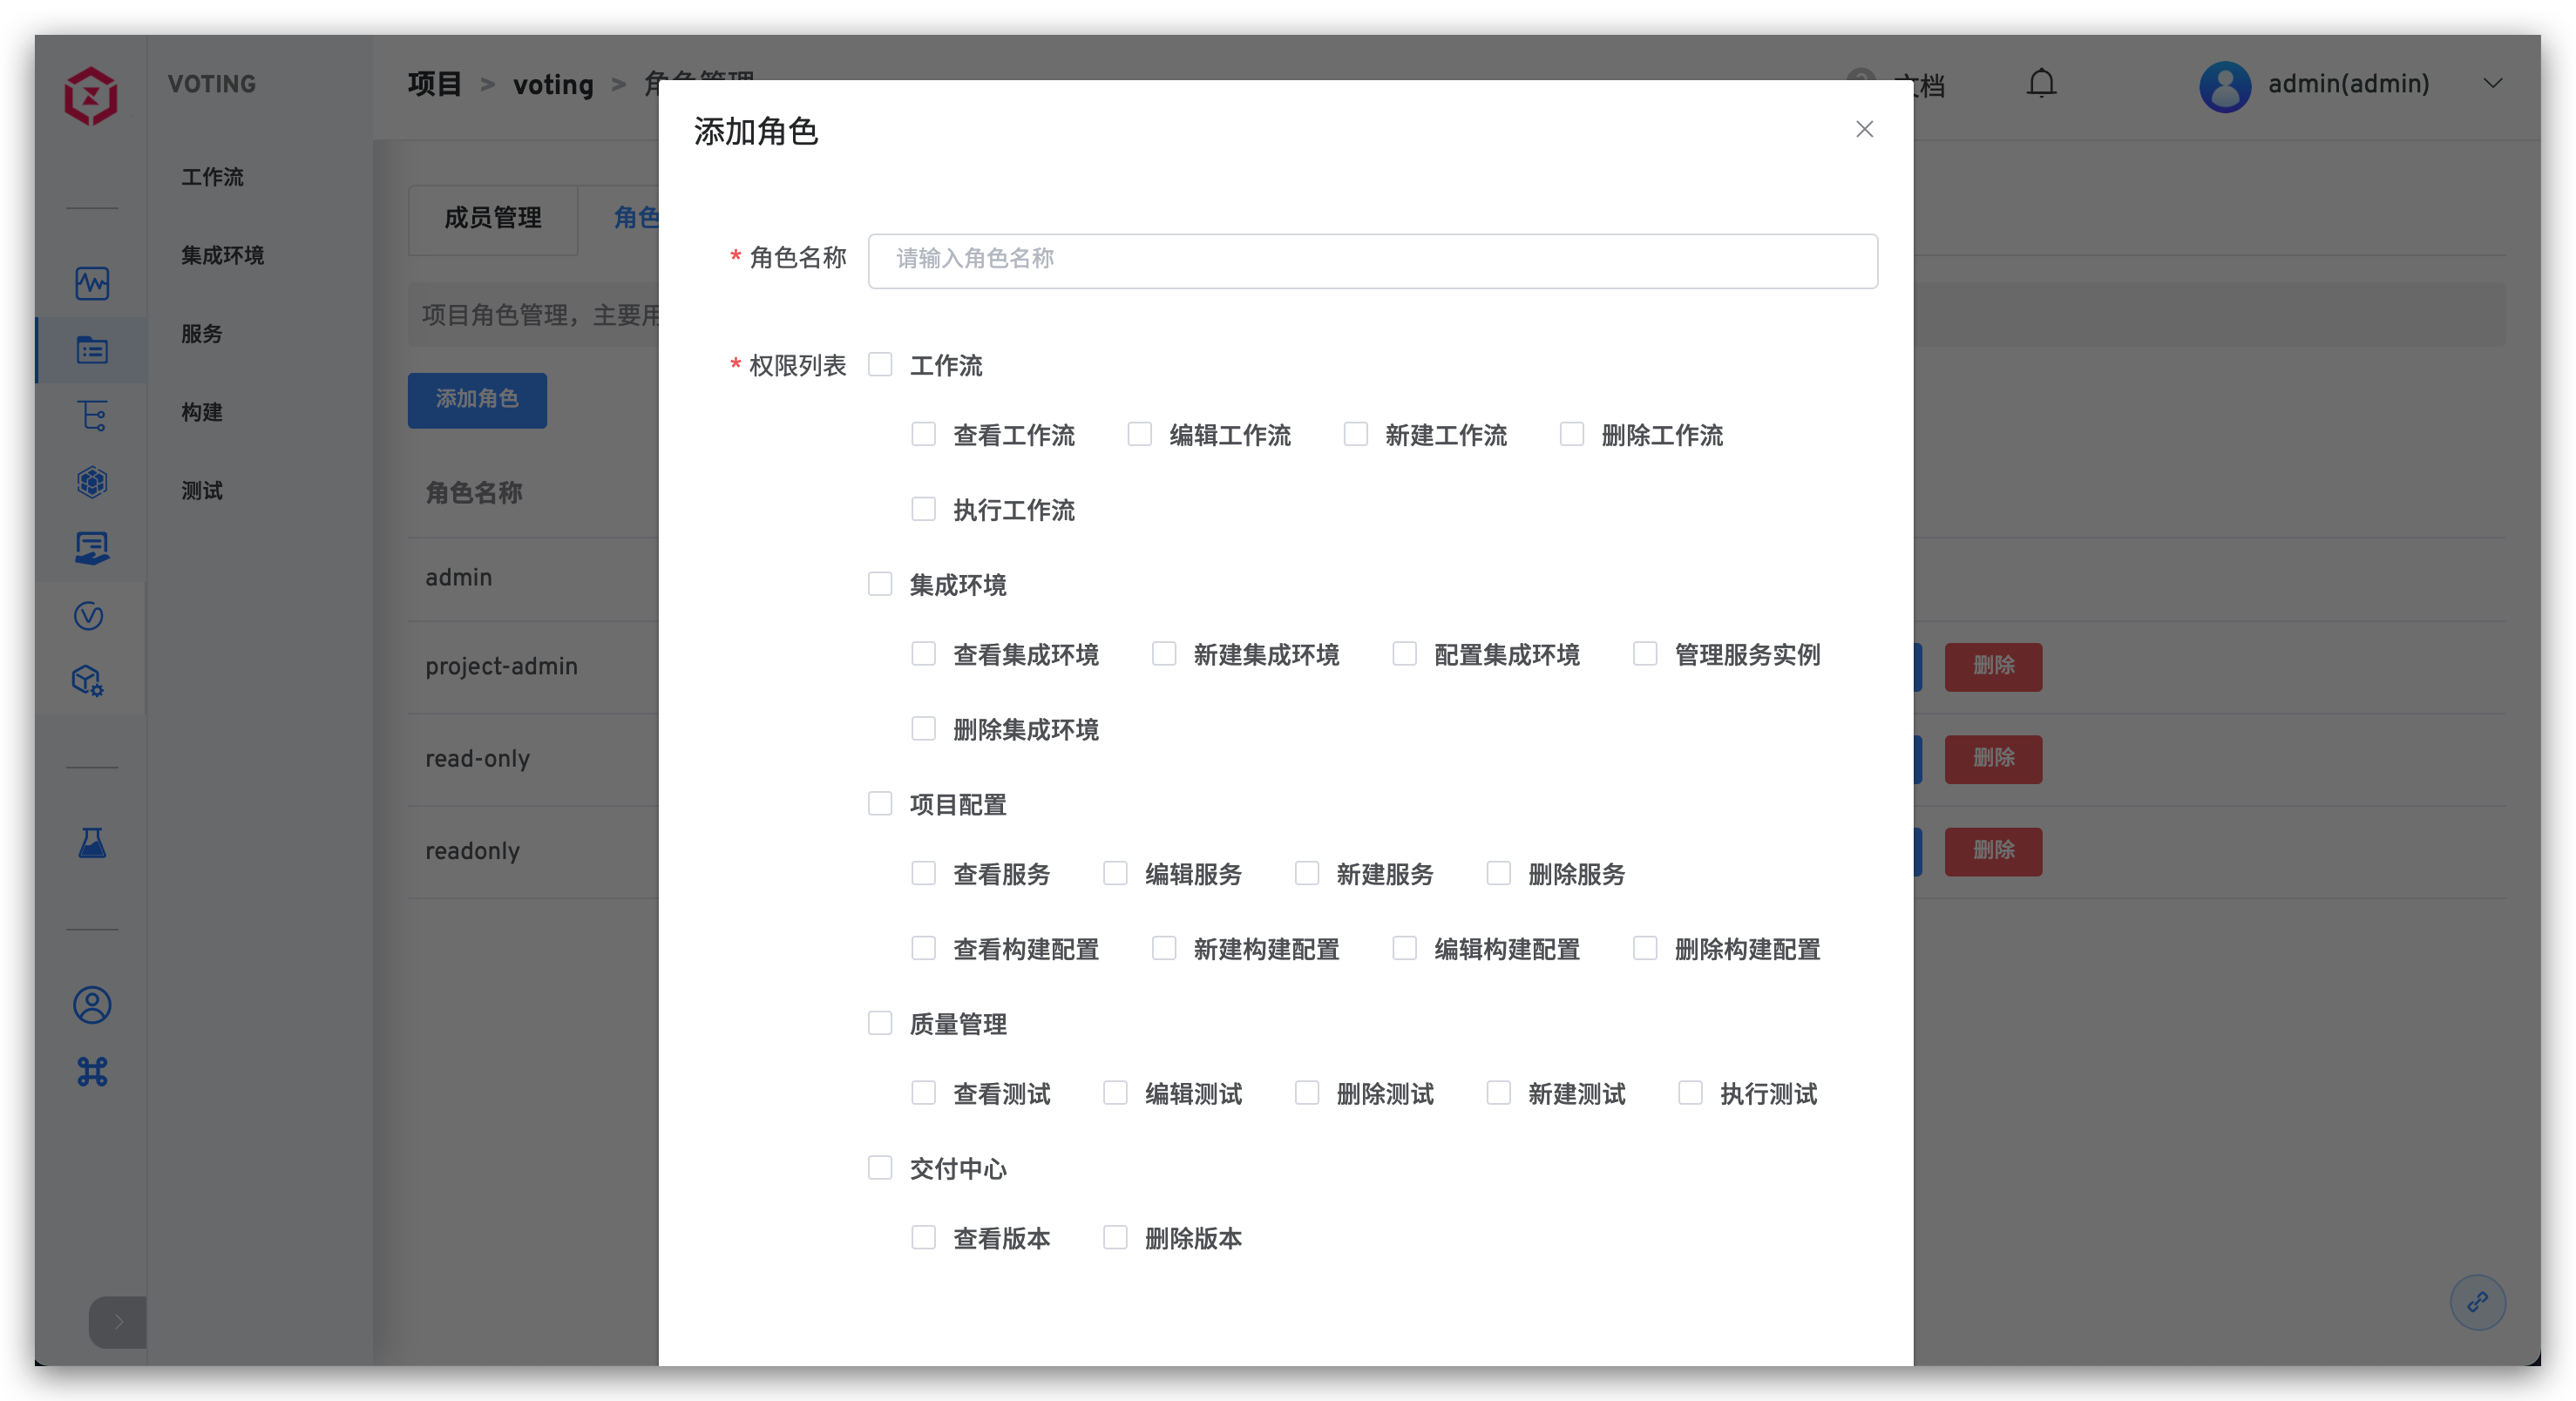 VOTING
项目 > voting > 角色管理
文档
admin(admin)
工作流
集成环境
服务
构建
测试
成员管理
角色
项目角色管理，主要用
添加角色
角色名称
admin
project-admin
删除
read-only
删除
readonly
删除
添加角色
* 角色名称 请输入角色名称
* 权限列表 工作流
查看工作流 编辑工作流 新建工作流 删除工作流
执行工作流
集成环境
查看集成环境 新建集成环境 配置集成环境 管理服务实例
删除集成环境
项目配置
查看服务 编辑服务 新建服务 删除服务
查看构建配置 新建构建配置 编辑构建配置 删除构建配置
质量管理
查看测试 编辑测试 删除测试 新建测试 执行测试
交付中心
查看版本 删除版本